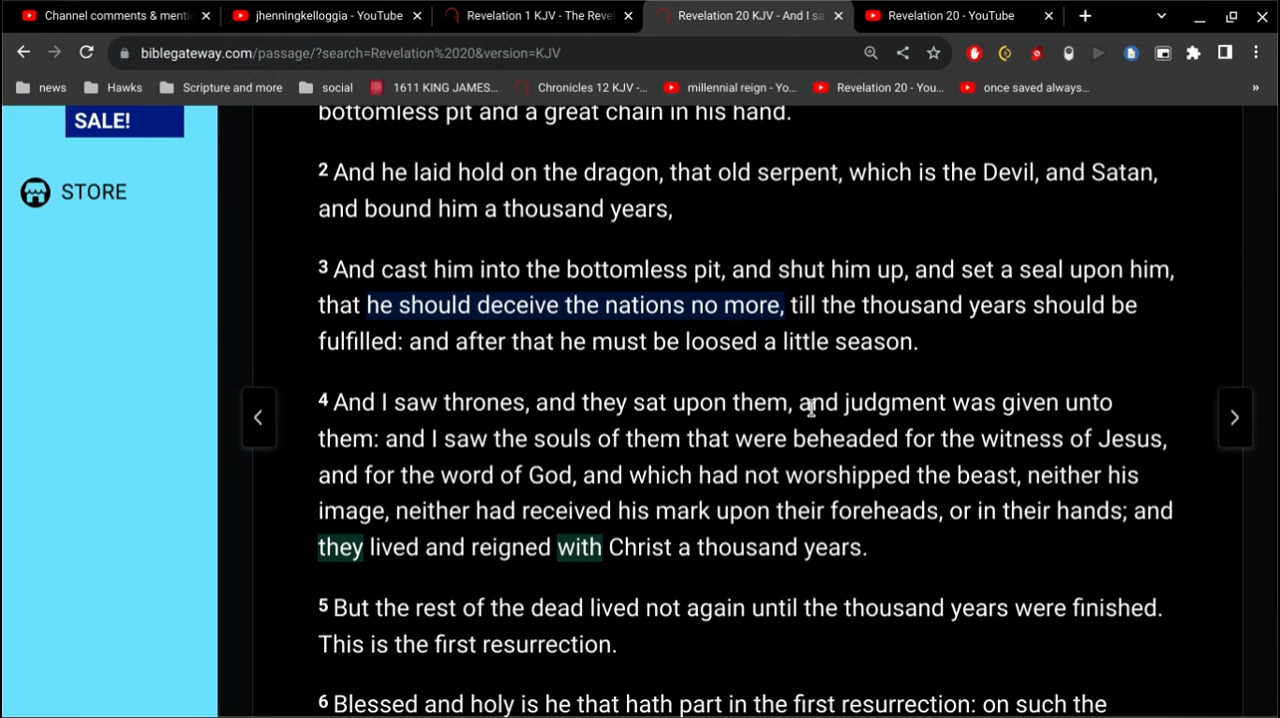 Channel comments & menti
jhenningkelloggia - YouTube
Revelation 1 KJV - The Revel
Revelation 20 KJV - And I sa
Revelation 20 - YouTube
biblegateway.com/passage/?search=Revelation%2020&version=KJV
news
Hawks
Scripture and more
social
1611 KING JAMES...
Chronicles 12 KJV -...
millennial reign - Yo...
Revelation 20 - You...
once saved always...
»
SALE!
STORE
bottomless pit and a great chain in his hand.
2 And he laid hold on the dragon, that old serpent, which is the Devil, and Satan,
and bound him a thousand years,
3 And cast him into the bottomless pit, and shut him up, and set a seal upon him,
that he should deceive the nations no more, till the thousand years should be
fulfilled: and after that he must be loosed a little season.
4 And I saw thrones, and they sat upon them, and judgment was given unto
them: and I saw the souls of them that were beheaded for the witness of Jesus,
and for the word of God, and which had not worshipped the beast, neither his
image, neither had received his mark upon their foreheads, or in their hands; and
they lived and reigned with Christ a thousand years.
5 But the rest of the dead lived not again until the thousand years were finished.
This is the first resurrection.
6 Blessed and holy is he that hath part in the first resurrection: on such the